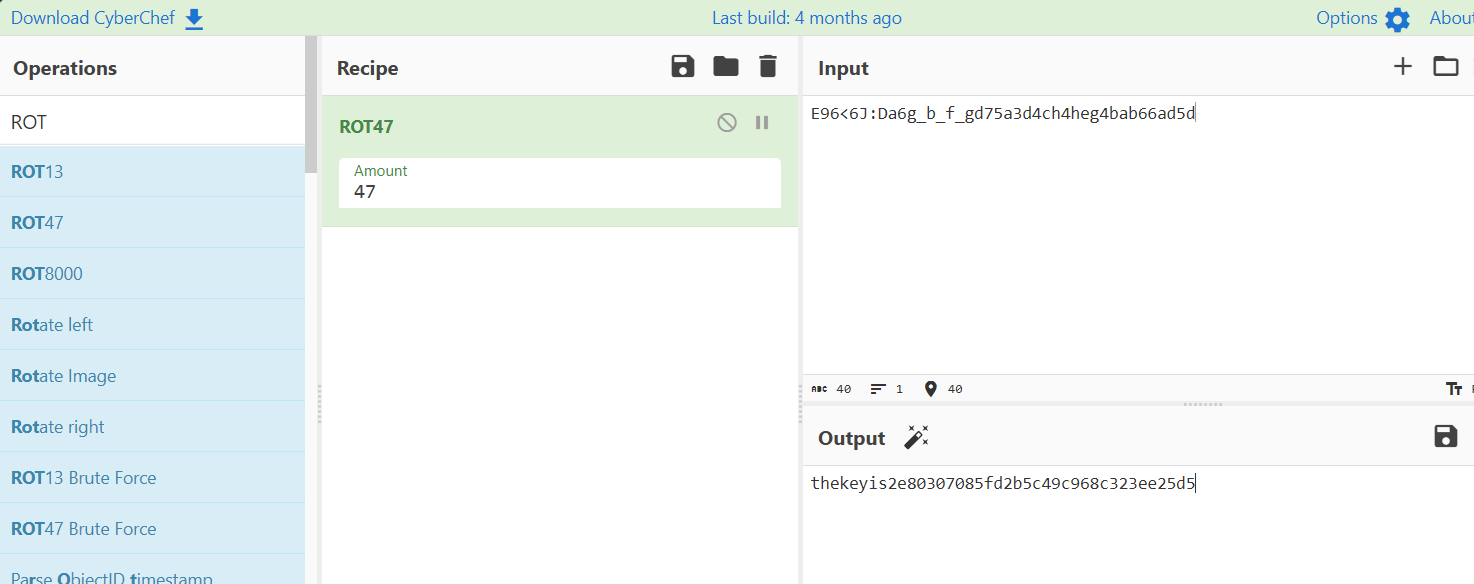 Download CyberChef
Last build: 4 months ago
Options
About
Operations
ROT
ROT13
ROT47
ROT8000
Rotate left
Rotate Image
Rotate right
ROT13 Brute Force
ROT47 Brute Force
Parse ObjectID timestamp
Recipe
ROT47
Amount
47
Input
E96<6J:Da6g_b_f_gd75a3d4ch4heg4bab66ad5d
ABC 40 1 40
Tт
Output
thekeyis2e80307085fd2b5c49c968c323ee25d5